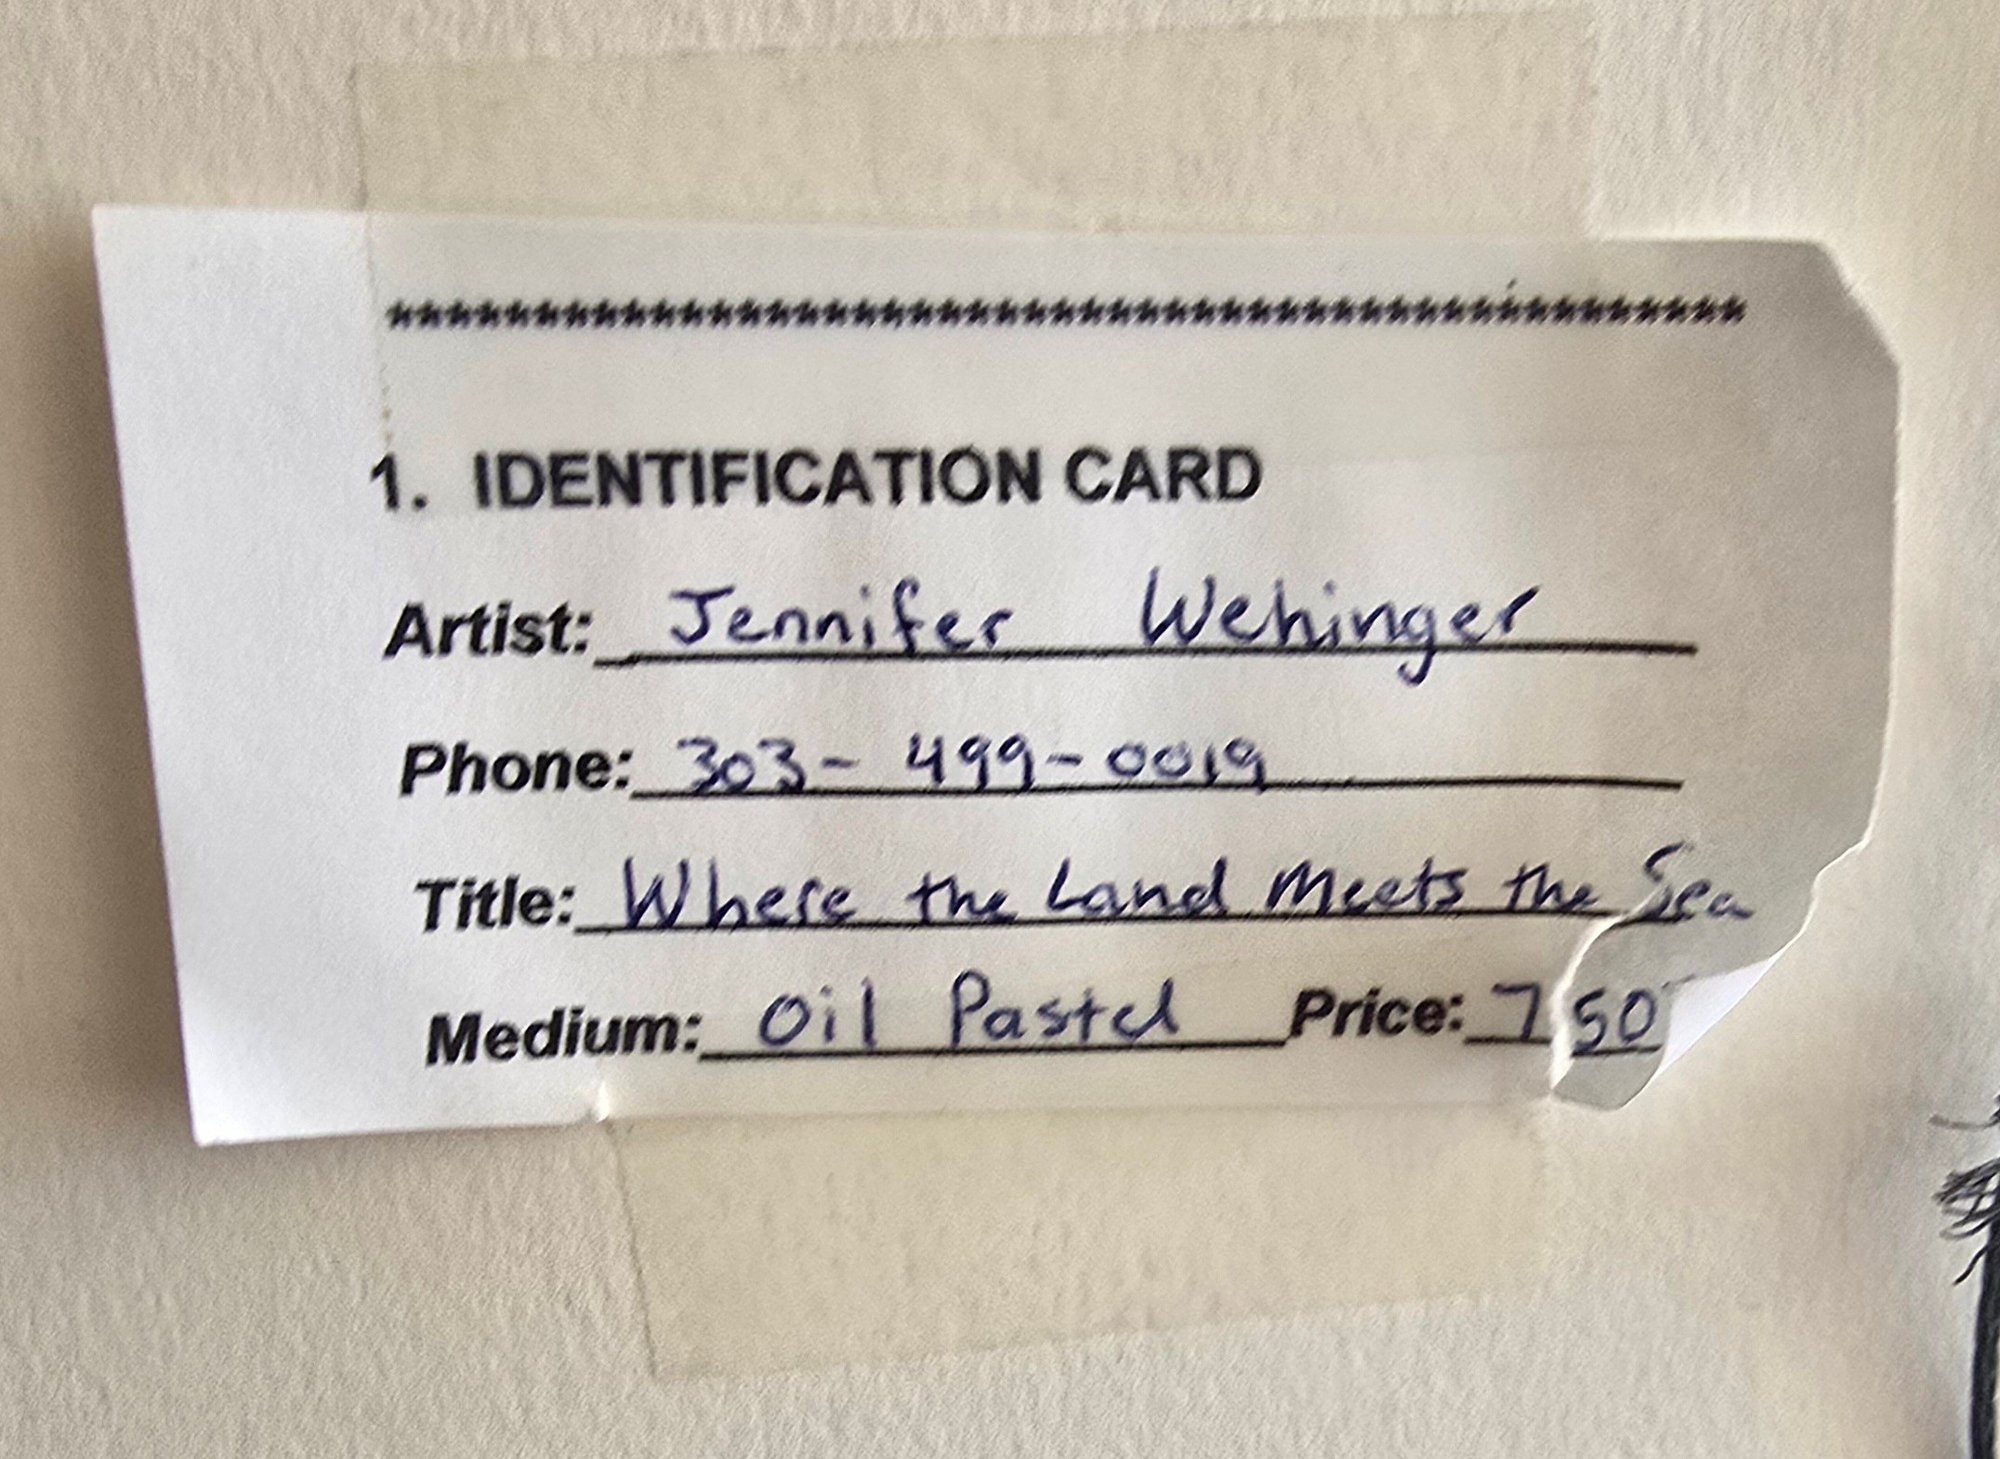 **********************************************
1. IDENTIFICATION CARD
Artist: Jennifer Wehinger
Phone: 303-499-0019
Title: Where the Land Meets the Sea
Medium: Oil Pastel Price: 750